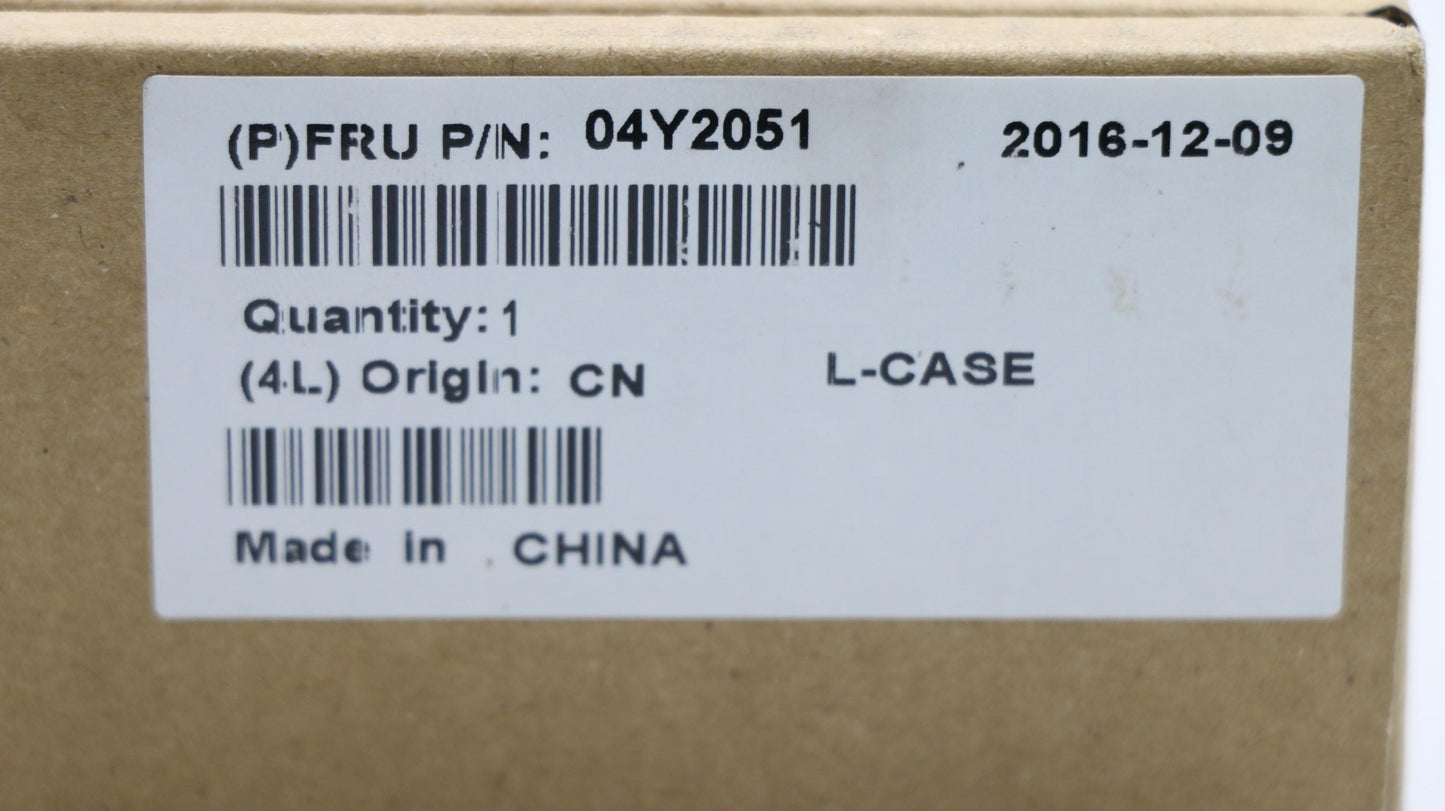 (P)FRU P/N: 04Y2051 2016-12-09
Quantity: 1
(4L) Origin: CN L-CASE
Made in CHINA